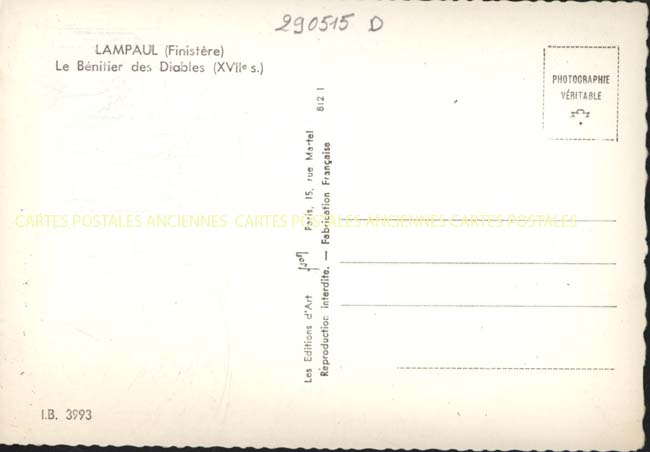 290515 D
LAMPAUL (Finistère)
Le Bénitier des Diables (XVIIe s.)
PHOTOGRAPHIE
VÉRITABLE
Les Editions d'Art Paris, 15, rue Martel 812 1
Reproduction interdite. — Fabrication Française
CARTES POSTALES ANCIENNES CARTES POSTALES ANCIENNES CARTES POSTALES
I.B. 3993